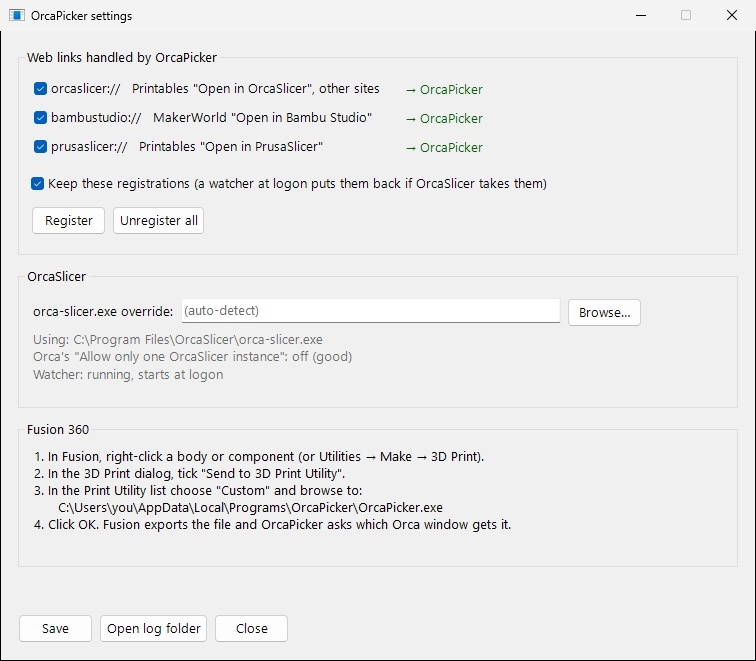 OrcaPicker settings
Web links handled by OrcaPicker
orcaslicer:// Printables "Open in OrcaSlicer", other sites → OrcaPicker
bambustudio:// MakerWorld "Open in Bambu Studio" → OrcaPicker
prusaslicer:// Printables "Open in PrusaSlicer" → OrcaPicker
Keep these registrations (a watcher at logon puts them back if OrcaSlicer takes them)
Register Unregister all
OrcaSlicer
orca-slicer.exe override: (auto-detect) Browse...
Using: C:\Program Files\OrcaSlicer\orca-slicer.exe
Orca's "Allow only one OrcaSlicer instance": off (good)
Watcher: running, starts at logon
Fusion 360
1. In Fusion, right-click a body or component (or Utilities → Make → 3D Print).
2. In the 3D Print dialog, tick "Send to 3D Print Utility".
3. In the Print Utility list choose "Custom" and browse to:
C:\Users\you\AppData\Local\Programs\OrcaPicker\OrcaPicker.exe
4. Click OK. Fusion exports the file and OrcaPicker asks which Orca window gets it.
Save Open log folder Close